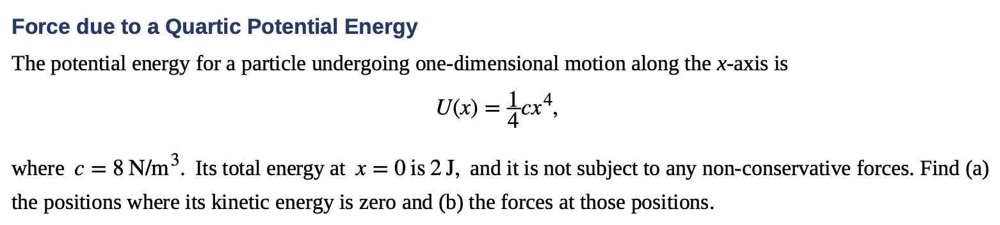 Force due to a Quartic Potential Energy
The potential energy for a particle undergoing one-dimensional motion along the x-axis is
U(x) = 1/4 cx⁴,
where c = 8 N/m³. Its total energy at x = 0 is 2 J, and it is not subject to any non-conservative forces. Find (a)
the positions where its kinetic energy is zero and (b) the forces at those positions.